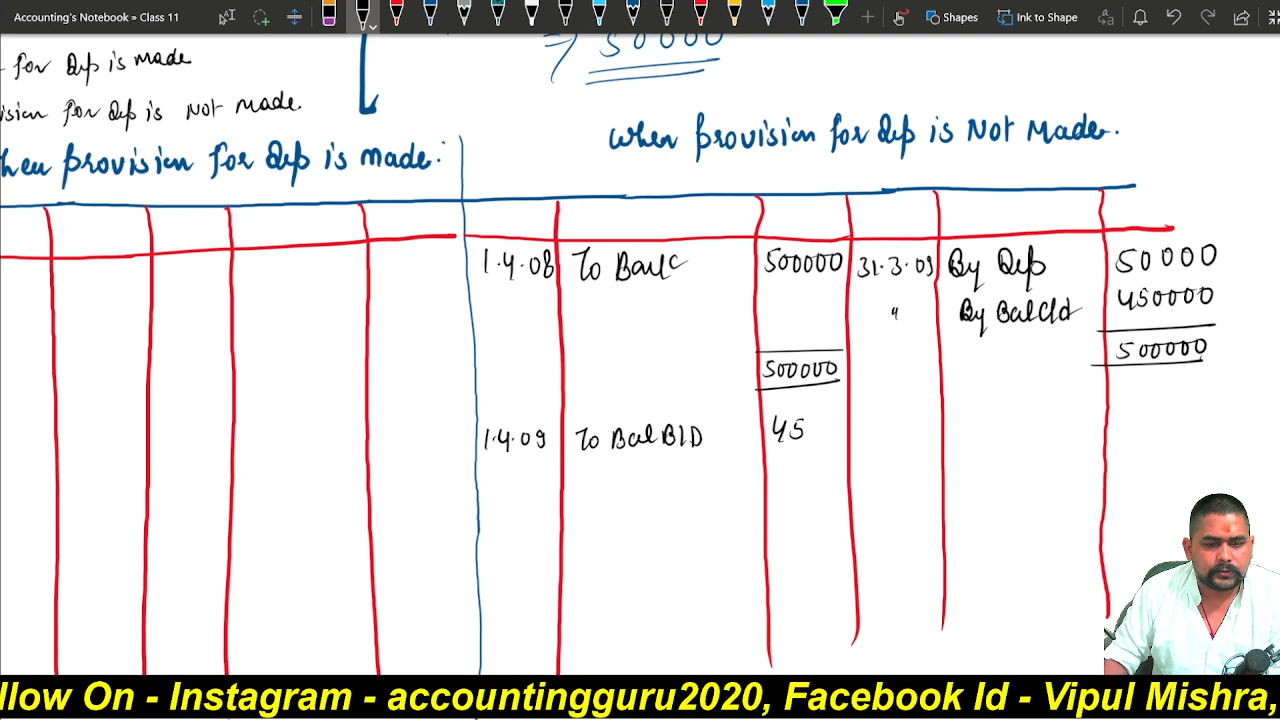 Accounting's Notebook » Class 11
Shapes
Ink to Shape
for Dep is made
⇒ 50000
ision for Dep is Not made.
when provision for Dep is Not Made.
hen provision for Dep is made:
1.4.08 To Ban/c 500000 31.3.09 By Dep 50000
" By Bal C/d 450000
500000 500000
1.4.09 To Bal B/D 45
llow On - Instagram - accountingguru2020, Facebook Id - Vipul Mishra,